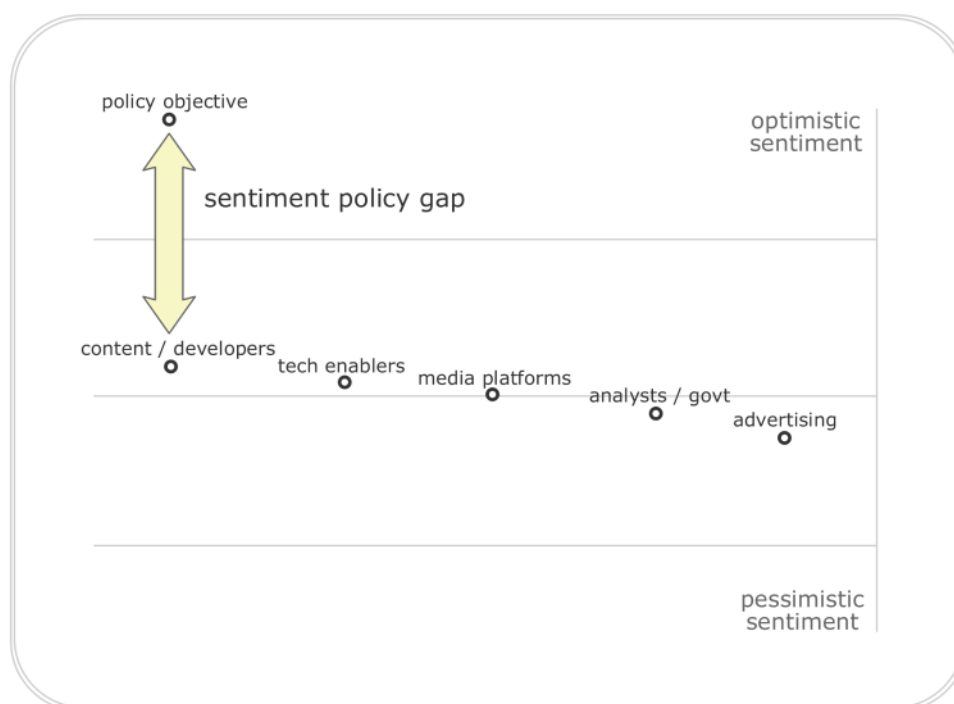 policy objective
optimistic
sentiment
sentiment policy gap
content / developers
tech enablers
media platforms
analysts / govt
advertising
pessimistic
sentiment